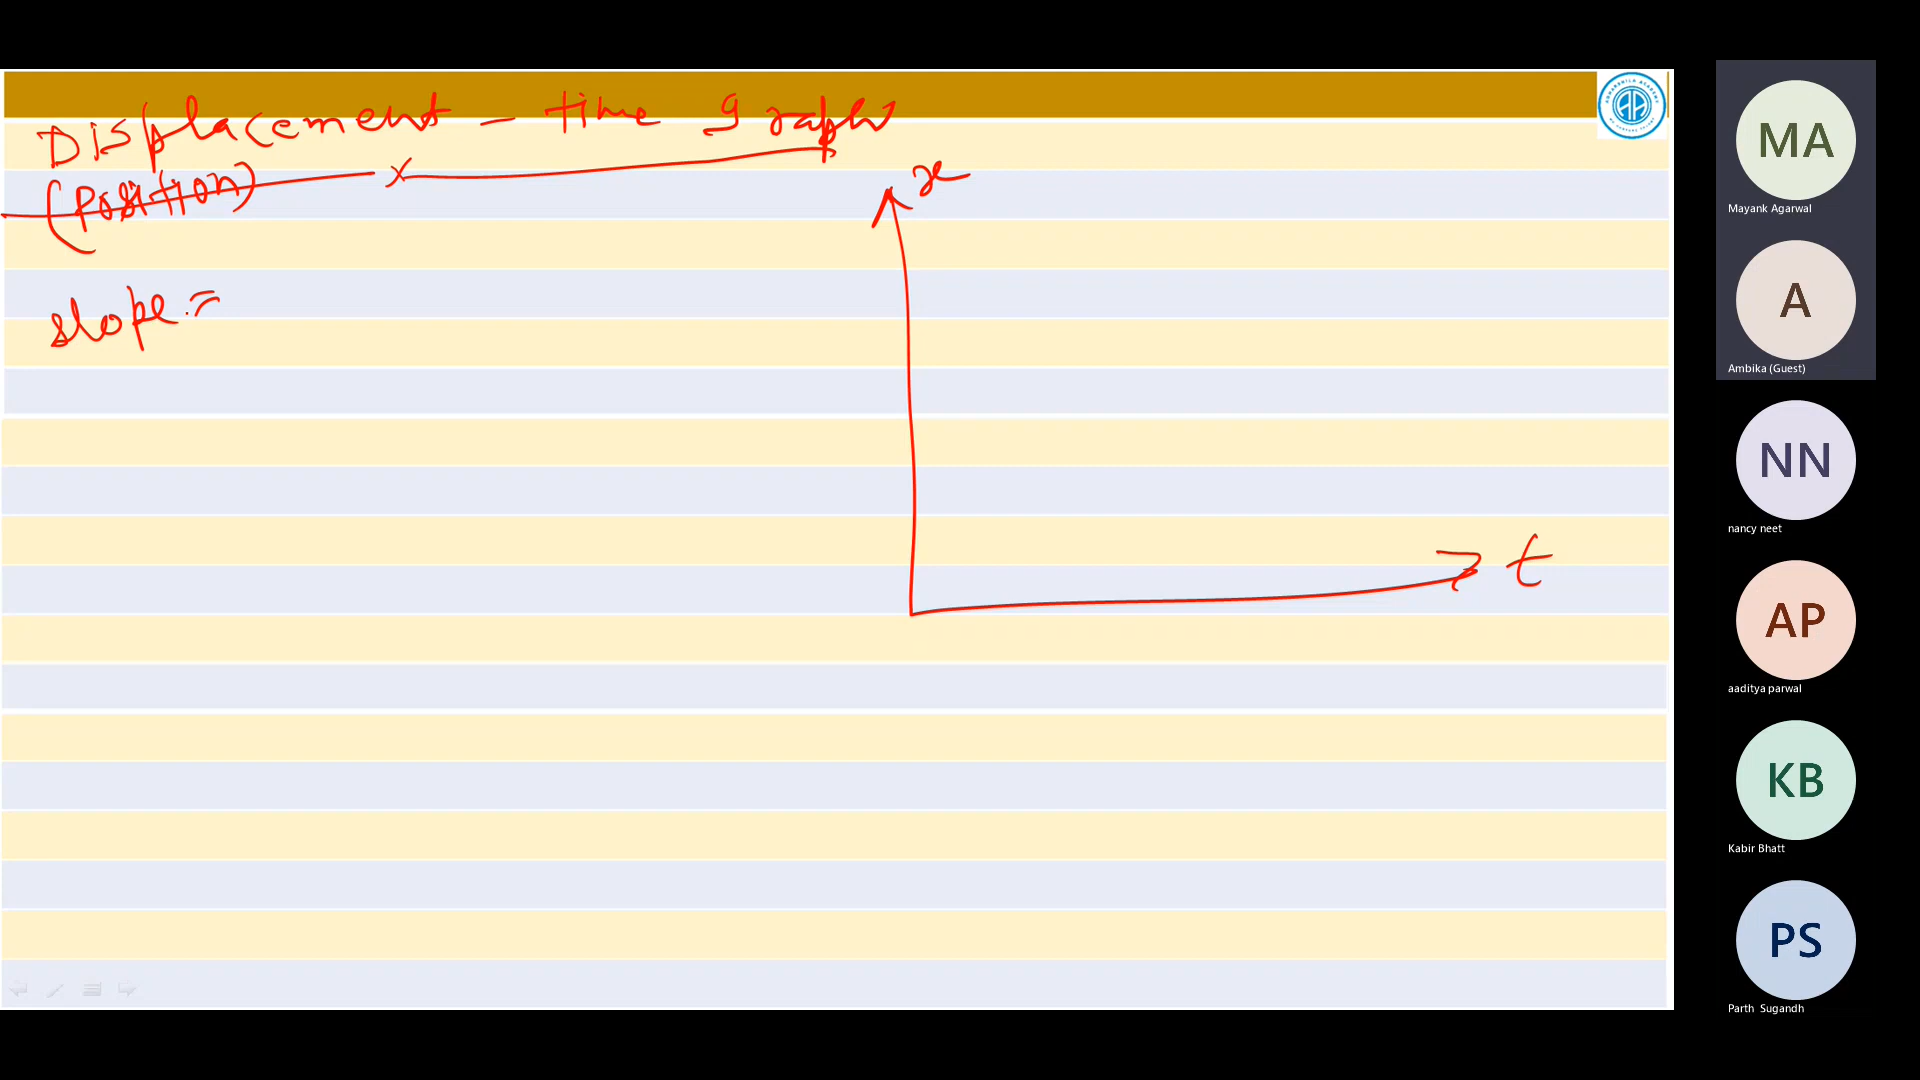 Displacement - time graph
(Position)
x
slope =
t
MA
Mayank Agarwal
A
Ambika (Guest)
NN
nancy neet
AP
aaditya parwal
KB
Kabir Bhatt
PS
Parth Sugandh